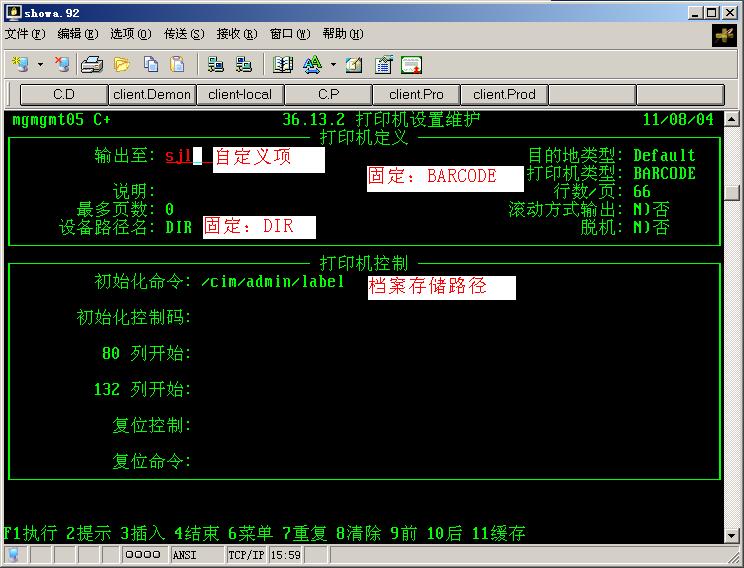 showa.92
文件(F) 编辑(E) 选项(O) 传送(S) 接收(R) 窗口(W) 帮助(H)
C.D client.Demon client-local C.P client.Pro client.Prod
mgmgmt05 C+ 36.13.2 打印机设置维护 11/08/04
打印机定义
输出至: sjl 自定义项 目的地类型: Default
固定: BARCODE 打印机类型: BARCODE
说明: 行数/页: 66
最多页数: 0 滚动方式输出: N)否
设备路径名: DIR 固定: DIR 脱机: N)否
打印机控制
初始化命令: /cim/admin/label 档案存储路径
初始化控制码:
80 列开始:
132 列开始:
复位控制:
复位命令:
F1执行 2提示 3插入 4结束 6菜单 7重复 8清除 9前 10后 11缓存
ANSI TCP/IP 15:59